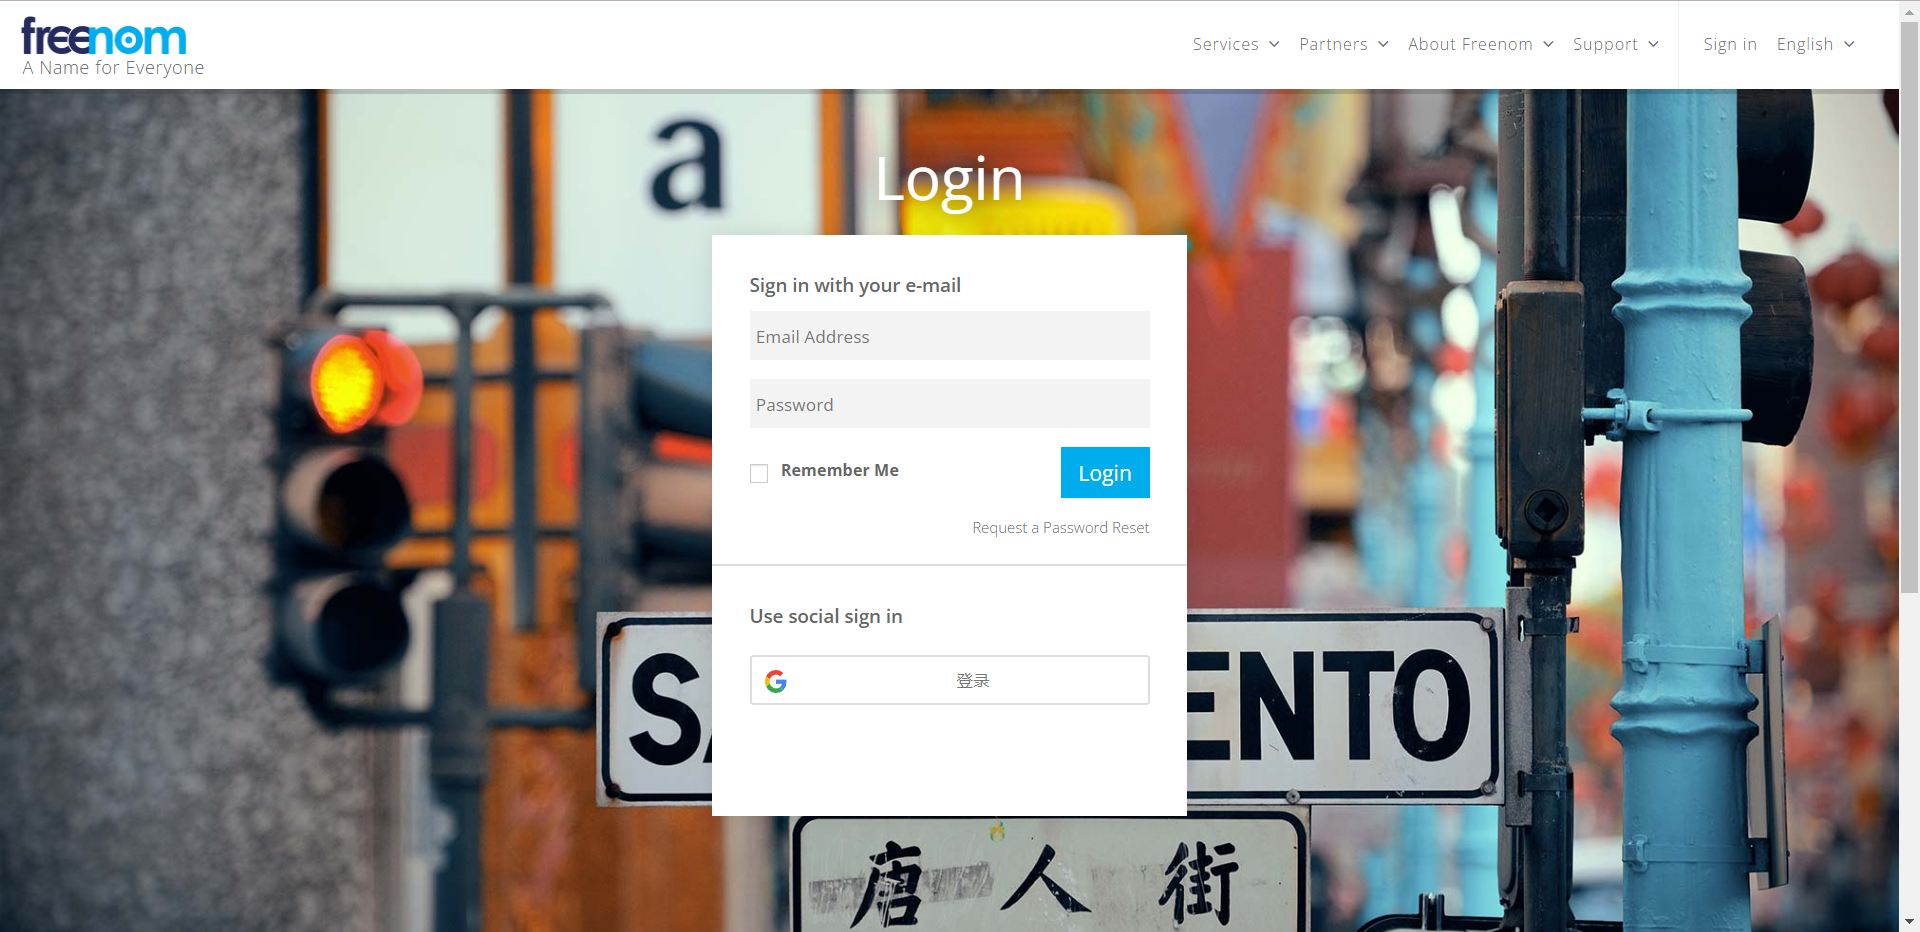 freenom
A Name for Everyone
Services
Partners
About Freenom
Support
Sign in
English
a
Login
Sign in with your e-mail
Email Address
Password
Remember Me
Login
Request a Password Reset
Use social sign in
登录
S
ENTO
唐人街